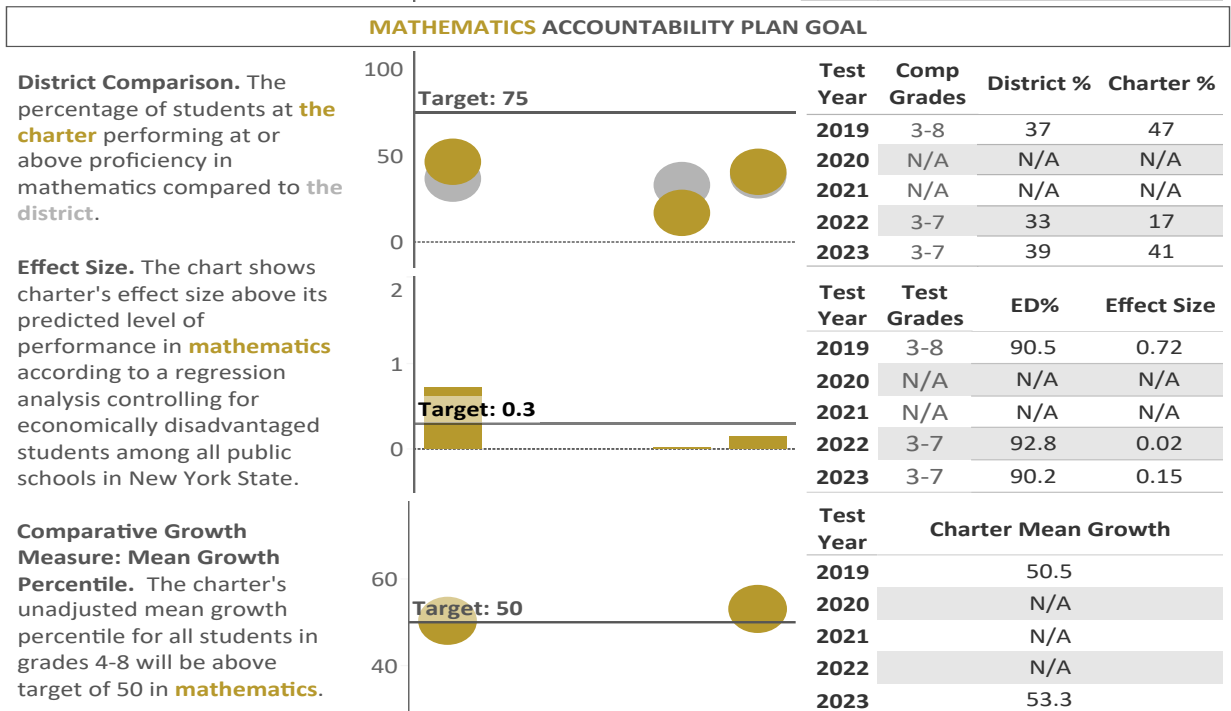 MATHEMATICS ACCOUNTABILITY PLAN GOAL
District Comparison. The
percentage of students at the
charter performing at or
above proficiency in
mathematics compared to the
district.
100
Target: 75
50
0
Test Year Comp Grades District % Charter %
2019 3-8 37 47
2020 N/A N/A N/A
2021 N/A N/A N/A
2022 3-7 33 17
2023 3-7 39 41
Effect Size. The chart shows
charter's effect size above its
predicted level of
performance in mathematics
according to a regression
analysis controlling for
economically disadvantaged
students among all public
schools in New York State.
2
1
Target: 0.3
0
Test Year Test Grades ED% Effect Size
2019 3-8 90.5 0.72
2020 N/A N/A N/A
2021 N/A N/A N/A
2022 3-7 92.8 0.02
2023 3-7 90.2 0.15
Comparative Growth
Measure: Mean Growth
Percentile. The charter's
unadjusted mean growth
percentile for all students in
grades 4-8 will be above
target of 50 in mathematics.
60
Target: 50
40
Test Year Charter Mean Growth
2019 50.5
2020 N/A
2021 N/A
2022 N/A
2023 53.3